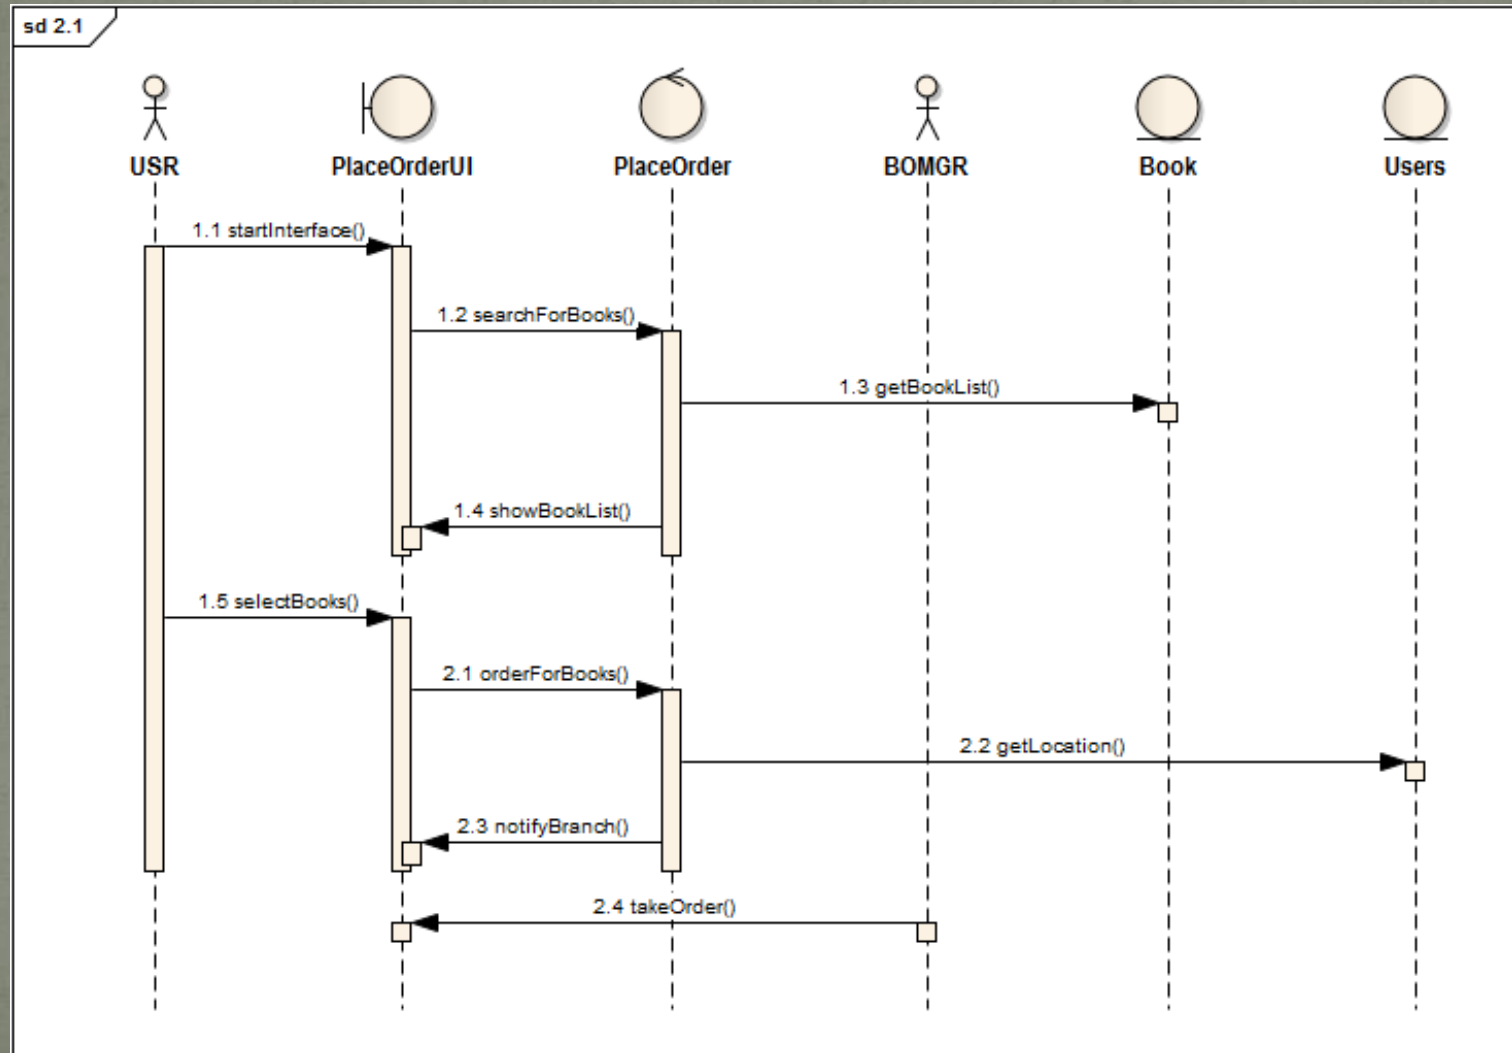 sd 2.1
USR
PlaceOrderUI
PlaceOrder
BOMGR
Book
Users
1.1 startInterface()
1.2 searchForBooks()
1.3 getBookList()
1.4 showBookList()
1.5 selectBooks()
2.1 orderForBooks()
2.2 getLocation()
2.3 notifyBranch()
2.4 takeOrder()